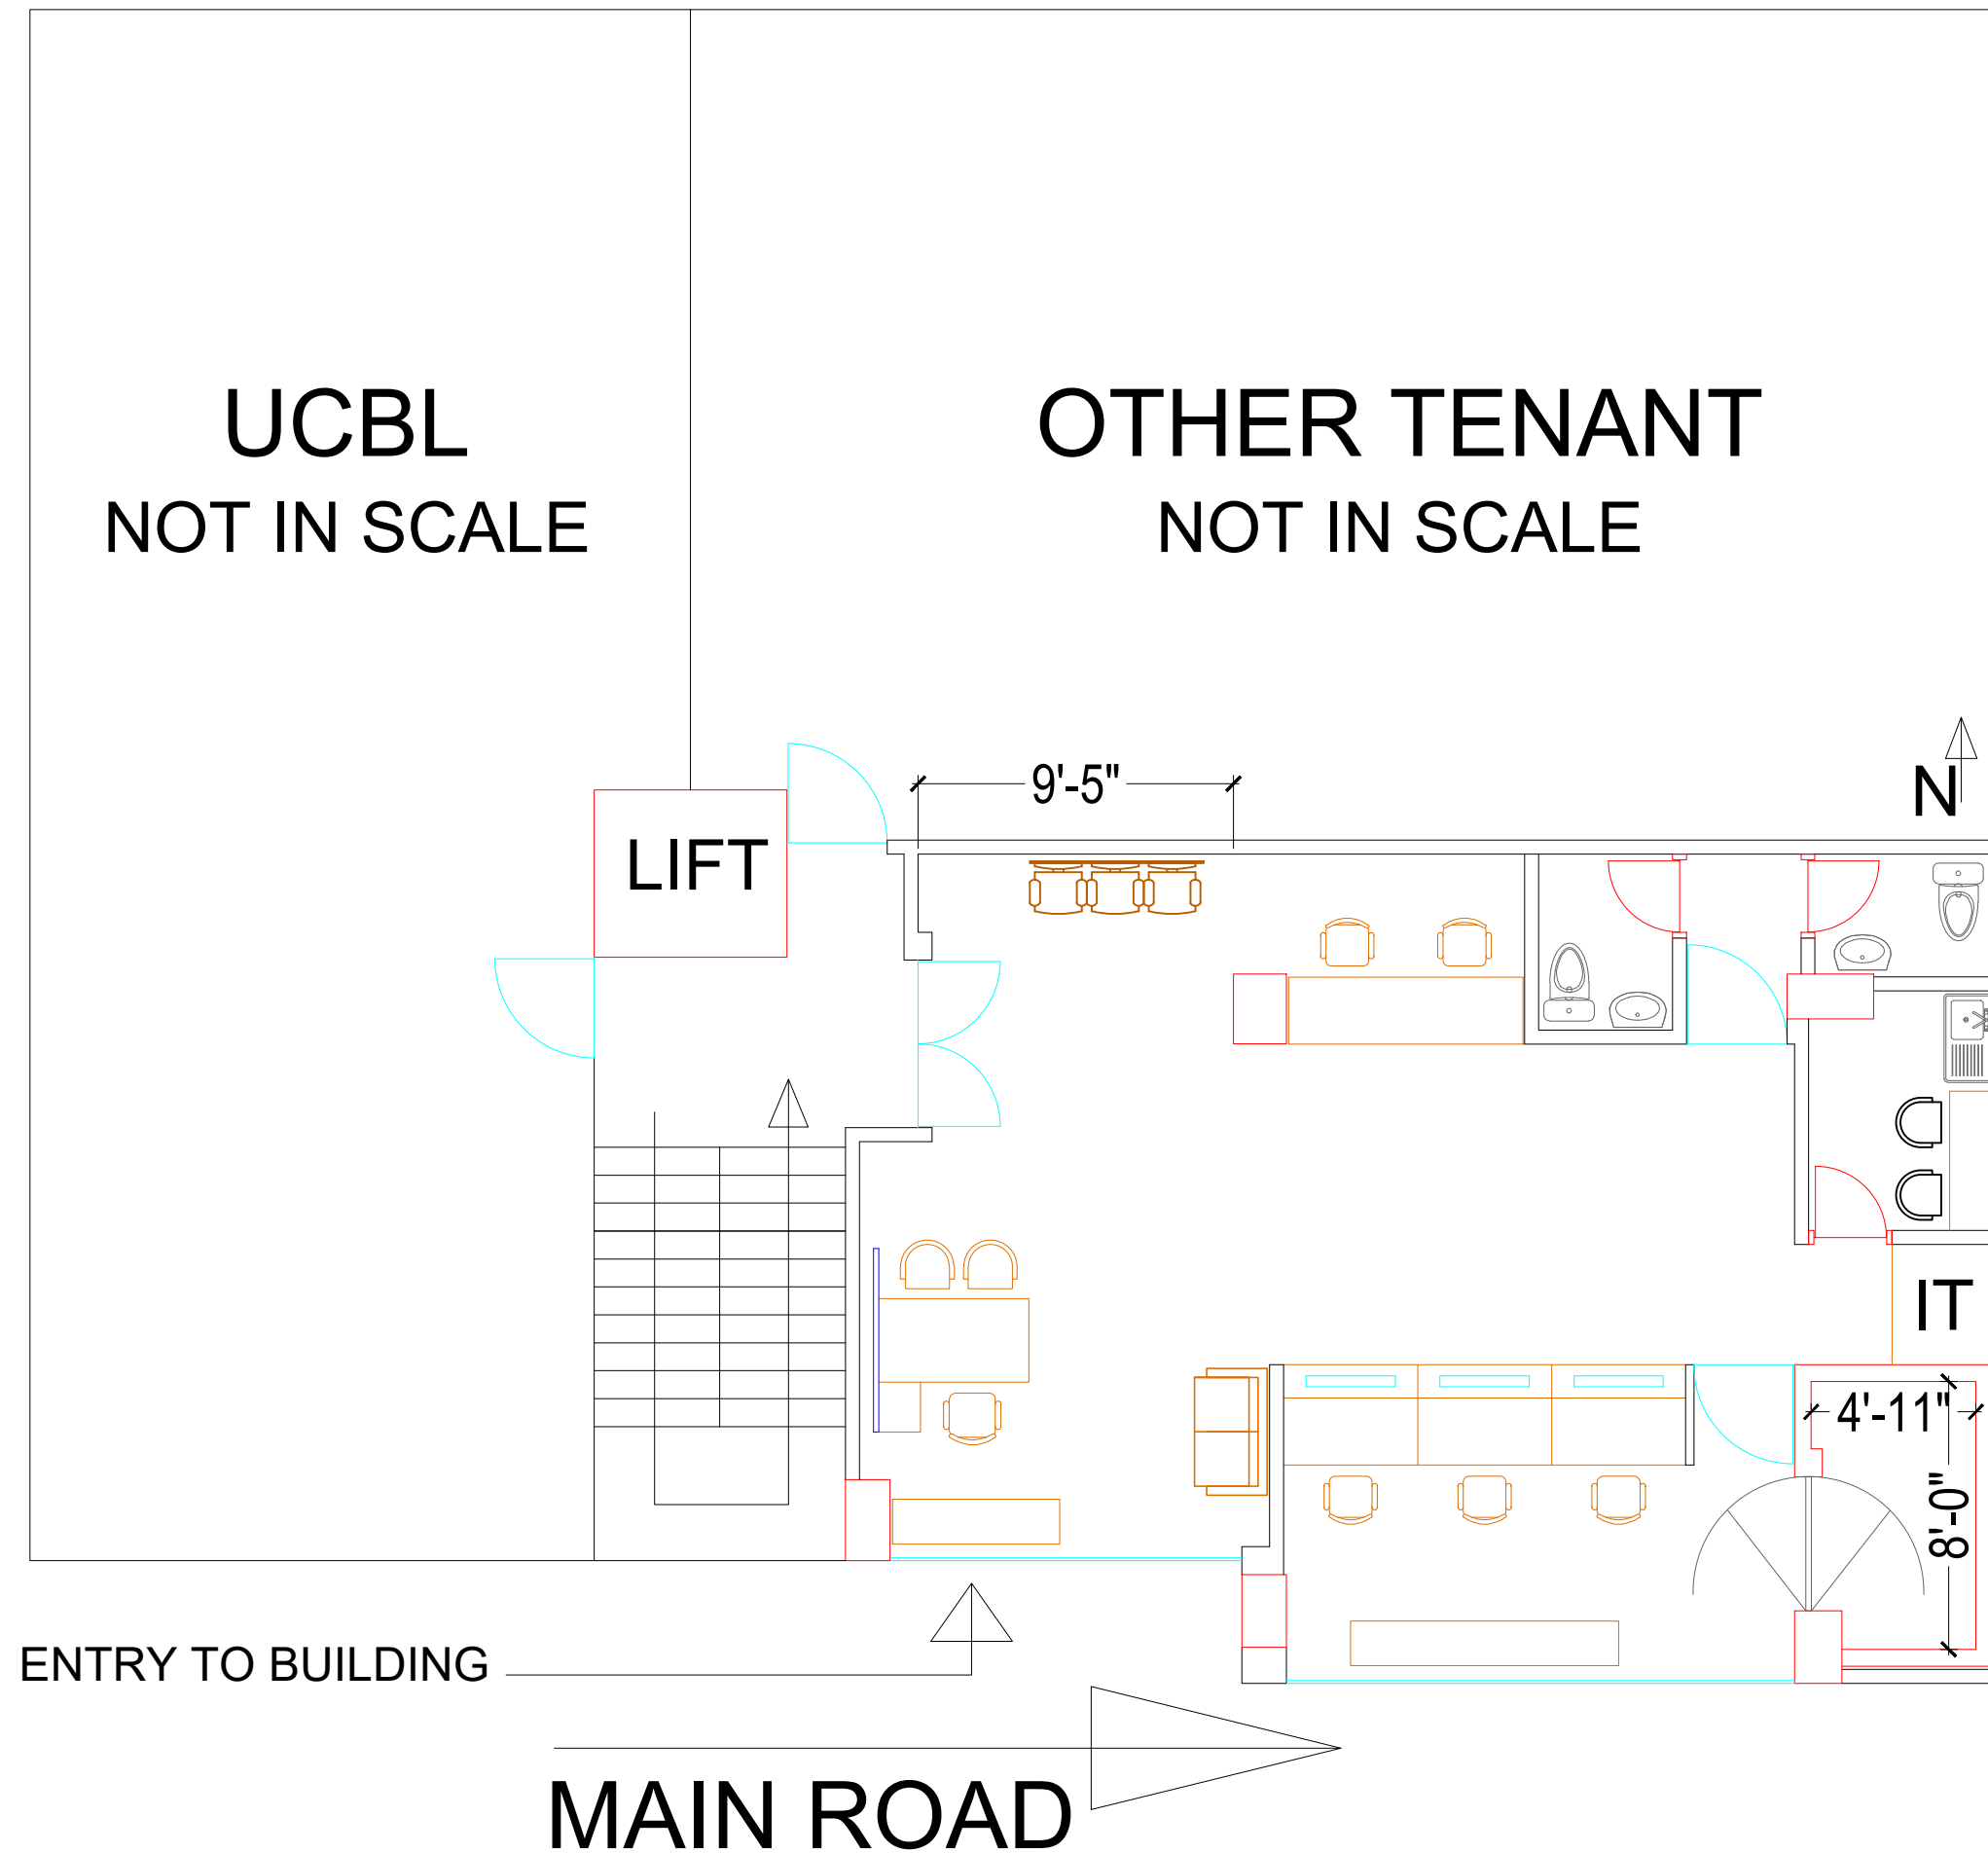 UCBL
NOT IN SCALE
OTHER TENANT
NOT IN SCALE
9'-5"
N
LIFT
IT
4'-11"
8'-0"
ENTRY TO BUILDING
MAIN ROAD